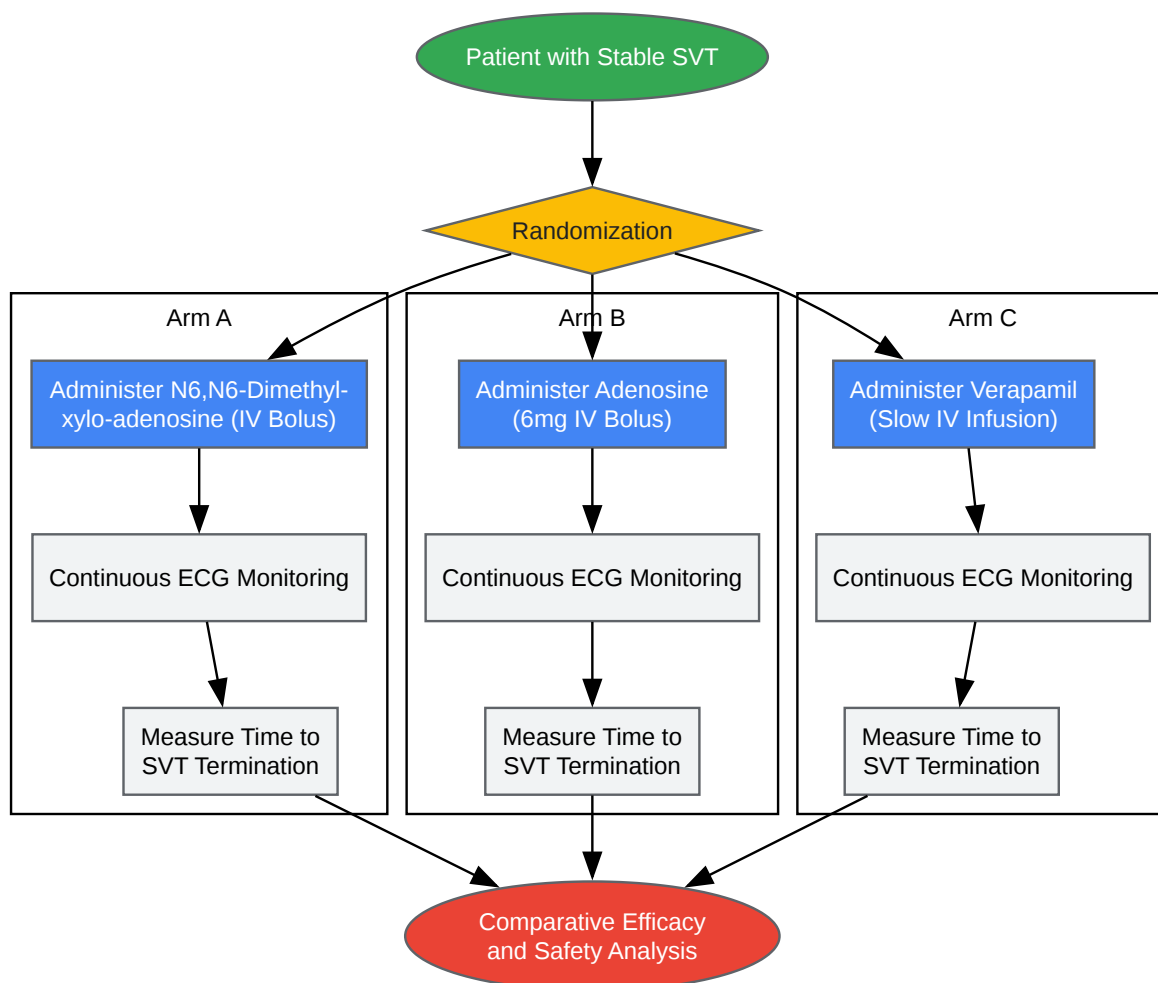 Patient with Stable SVT
Randomization
Arm A
Arm B
Arm C
Administer N6,N6-Dimethyl-
xylo-adenosine (IV Bolus)
Administer Adenosine
(6mg IV Bolus)
Administer Verapamil
(Slow IV Infusion)
Continuous ECG Monitoring
Continuous ECG Monitoring
Continuous ECG Monitoring
Measure Time to
SVT Termination
Measure Time to
SVT Termination
Measure Time to
SVT Termination
Comparative Efficacy
and Safety Analysis